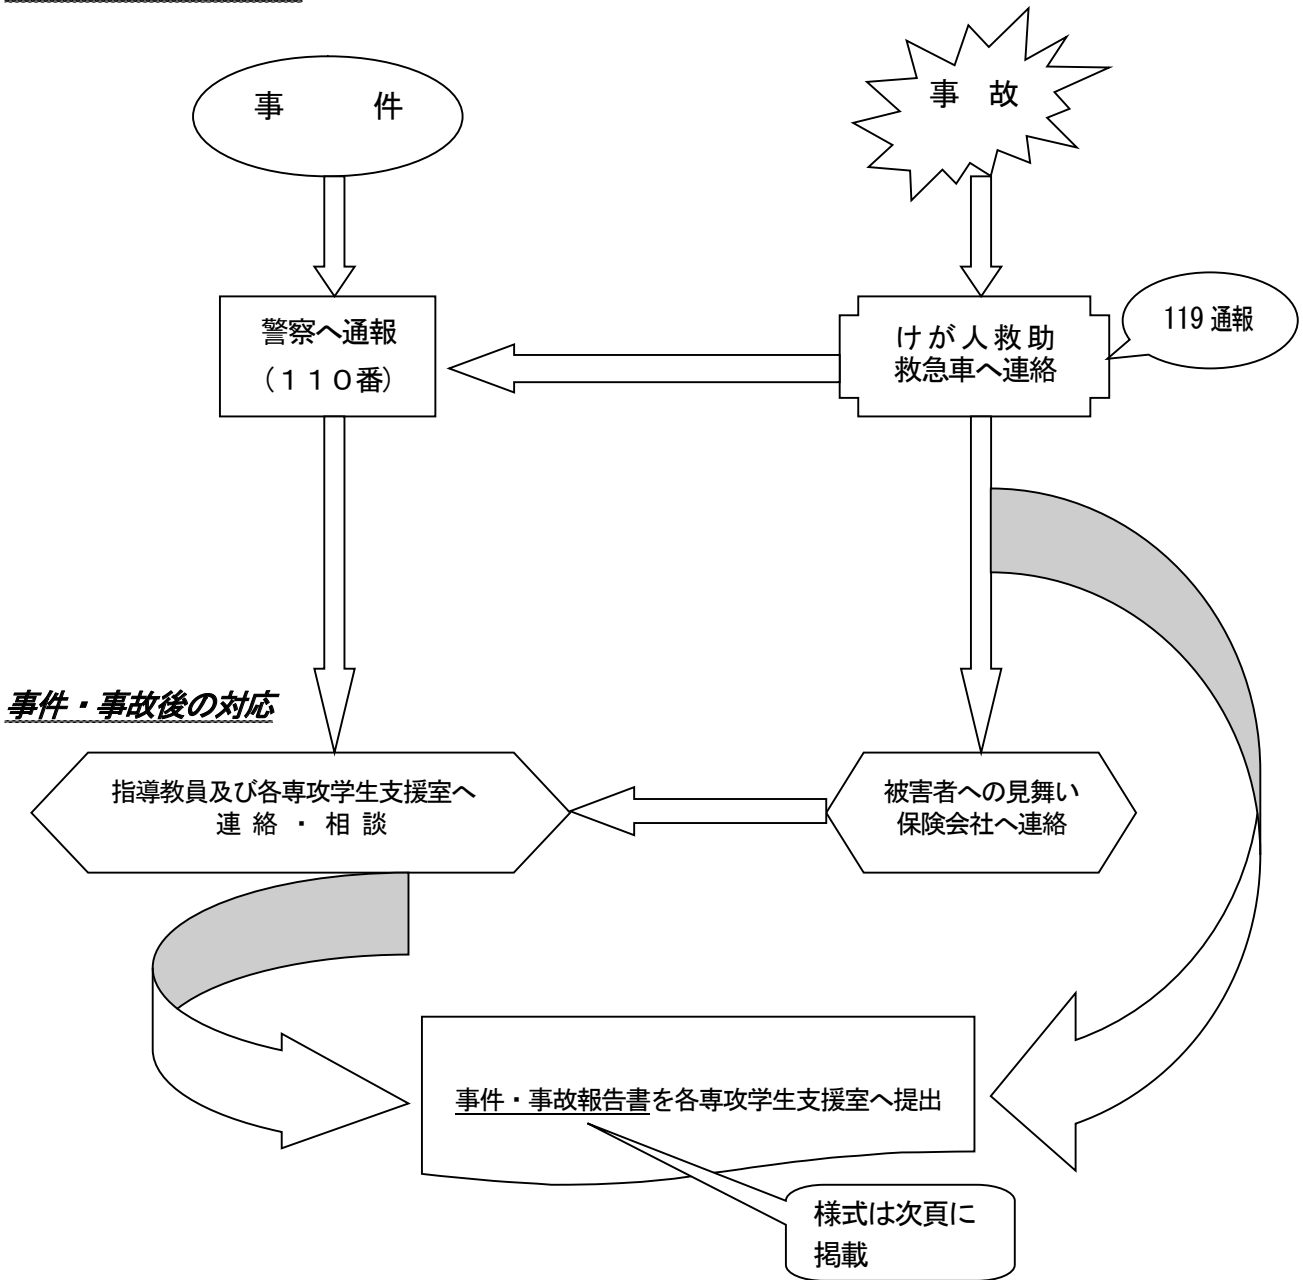 事　件
事　故
警察へ通報
（１１０番）
けが人救助
救急車へ連絡
119 通報
事件・事故後の対応
指導教員及び各専攻学生支援室へ
連 絡 ・ 相 談
被害者への見舞い
保険会社へ連絡
事件・事故報告書を各専攻学生支援室へ提出
様式は次頁に
掲載